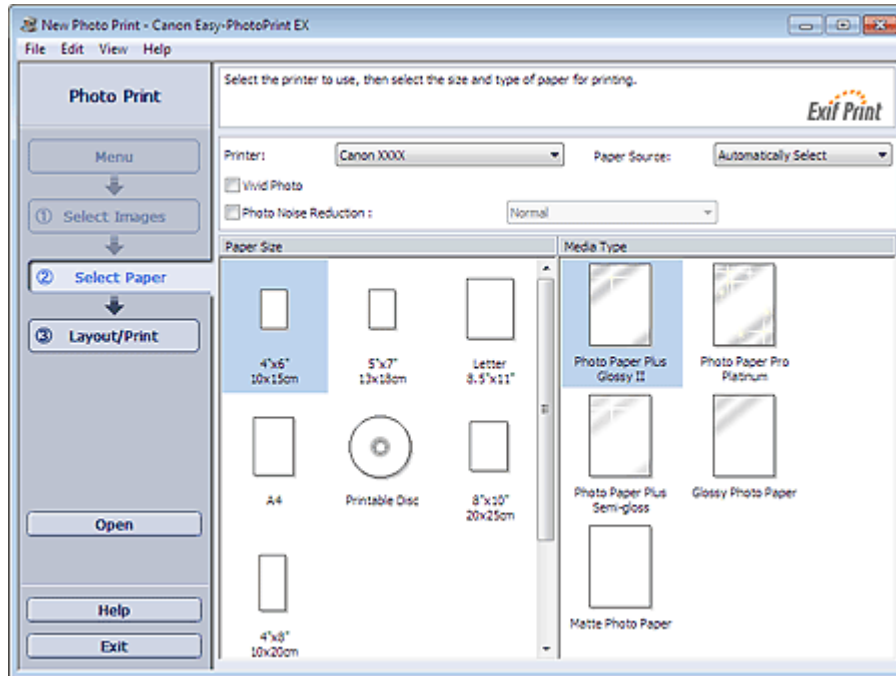 New Photo Print - Canon Easy-PhotoPrint EX
File Edit View Help
Photo Print
Menu
① Select Images
② Select Paper
③ Layout/Print
Open
Help
Exit
Select the printer to use, then select the size and type of paper for printing.
Exif Print
Printer: Canon XXXX Paper Source: Automatically Select
Vivid Photo
Photo Noise Reduction : Normal
Paper Size
4"x6"
10x15cm
5"x7"
13x18cm
Letter
8.5"x11"
A4
Printable Disc
8"x10"
20x25cm
4"x8"
10x20cm
Media Type
Photo Paper Plus
Glossy II
Photo Paper Pro
Platinum
Photo Paper Plus
Semi-gloss
Glossy Photo Paper
Matte Photo Paper